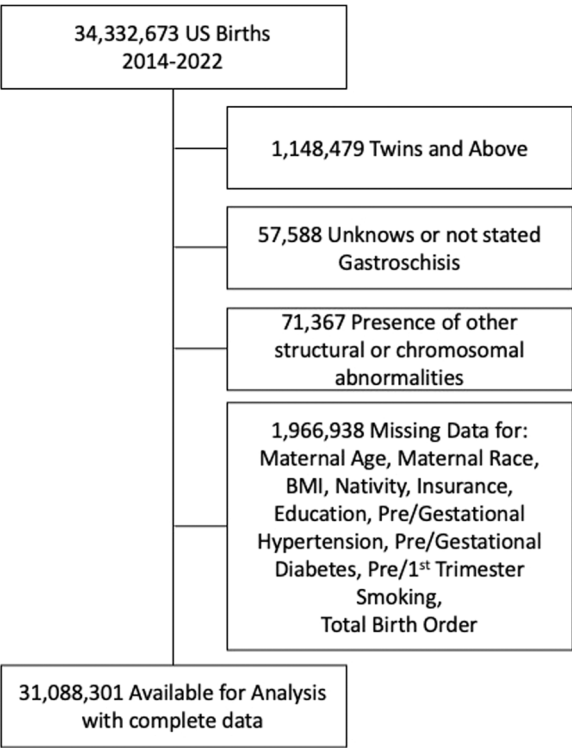 34,332,673 US Births
2014-2022
1,148,479 Twins and Above
57,588 Unknows or not stated
Gastroschisis
71,367 Presence of other
structural or chromosomal
abnormalities
1,966,938 Missing Data for:
Maternal Age, Maternal Race,
BMI, Nativity, Insurance,
Education, Pre/Gestational
Hypertension, Pre/Gestational
Diabetes, Pre/1st Trimester
Smoking,
Total Birth Order
31,088,301 Available for Analysis
with complete data